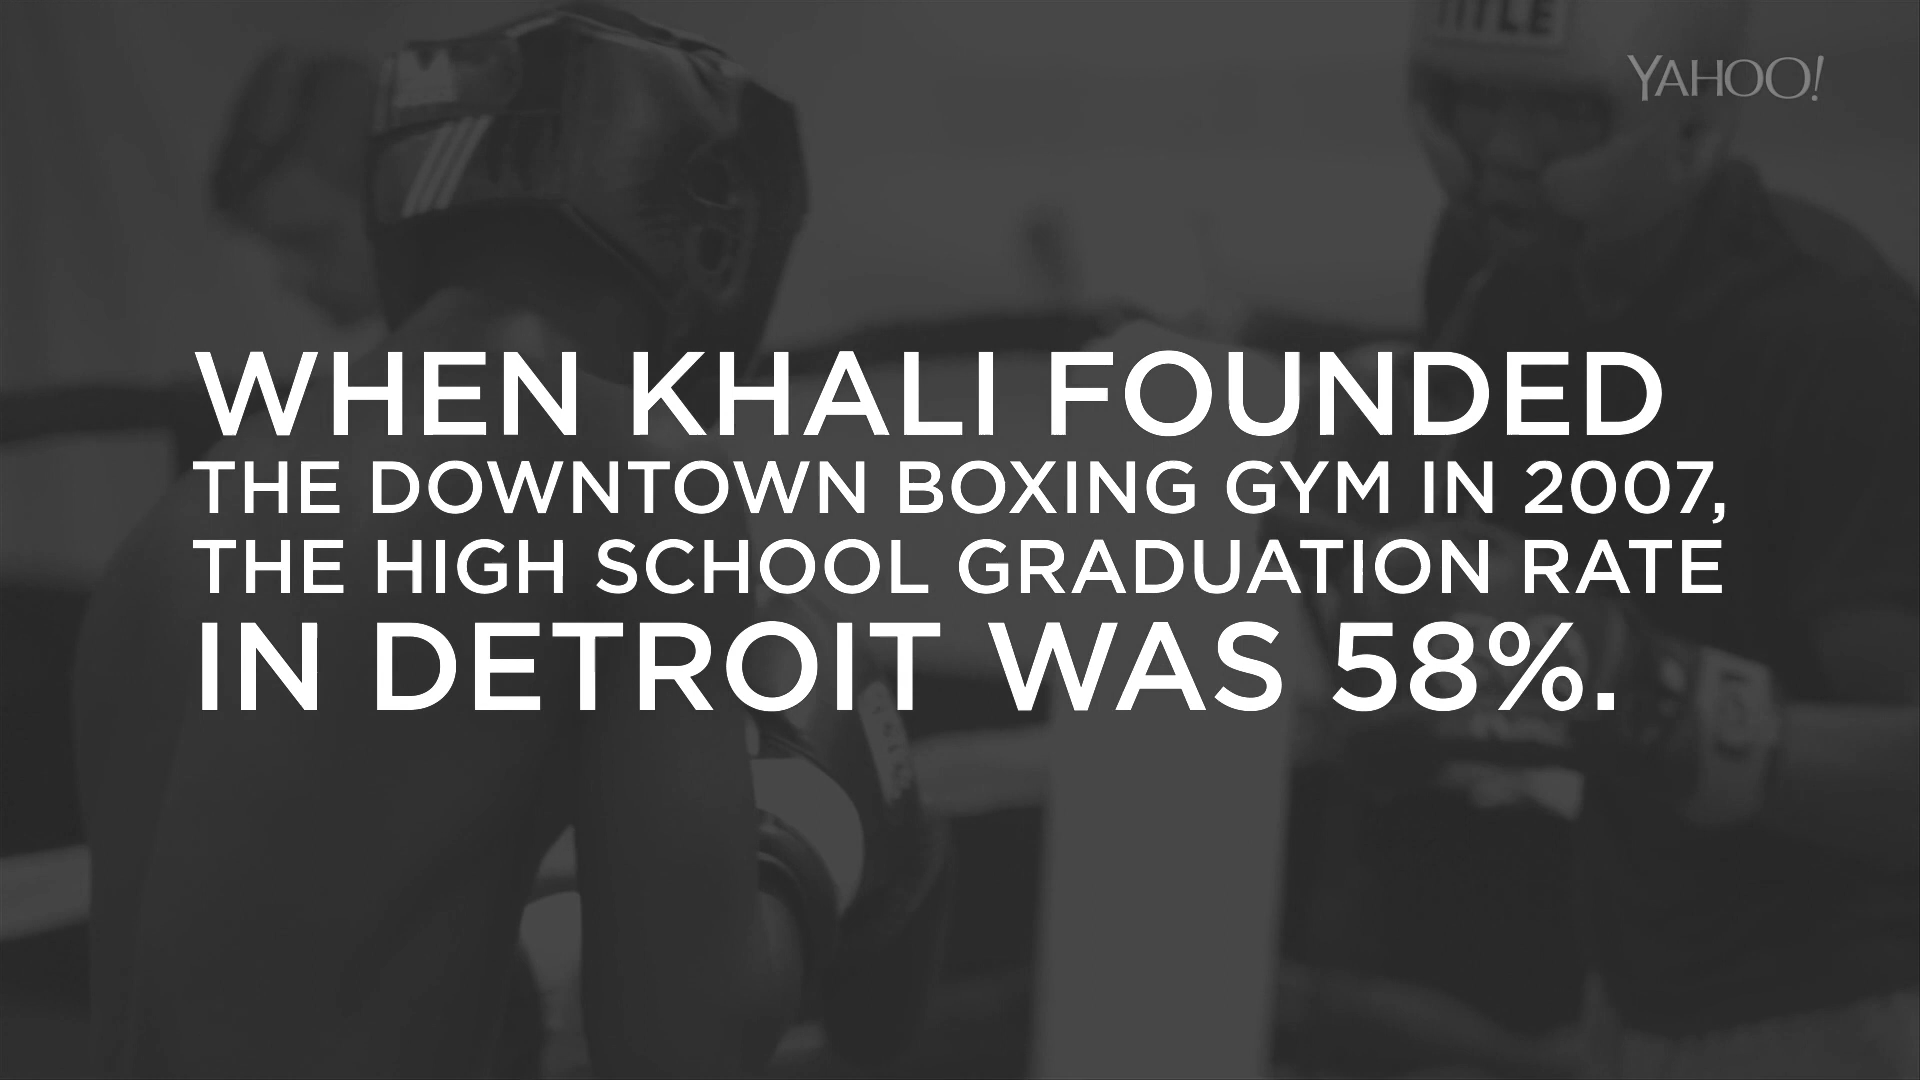 YAHOO!
WHEN KHALI FOUNDED
THE DOWNTOWN BOXING GYM IN 2007,
THE HIGH SCHOOL GRADUATION RATE
IN DETROIT WAS 58%.